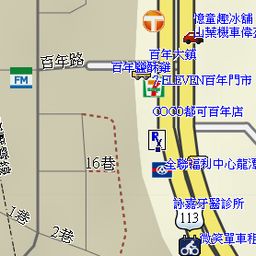 憶童趣冰舖
山葉機車偉
百年大鎮
百年路
百年鹽酥雞
7-ELEVEN百年門市
FM
COCO都可百年店
Rx
16巷
全聯福利中心龍潭
詠嘉牙醫診所
113
1巷
2巷
微笑單車租